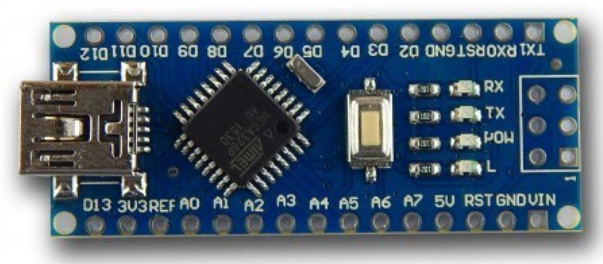 D12 D11 D10 D9 D8 D7 D6 D5 D4 D3 D2 GND RST RX0 TX1
RX
TX
POW
L
1
D13 3V3 REF A0 A1 A2 A3 A4 A5 A6 A7 5V RST GND VIN